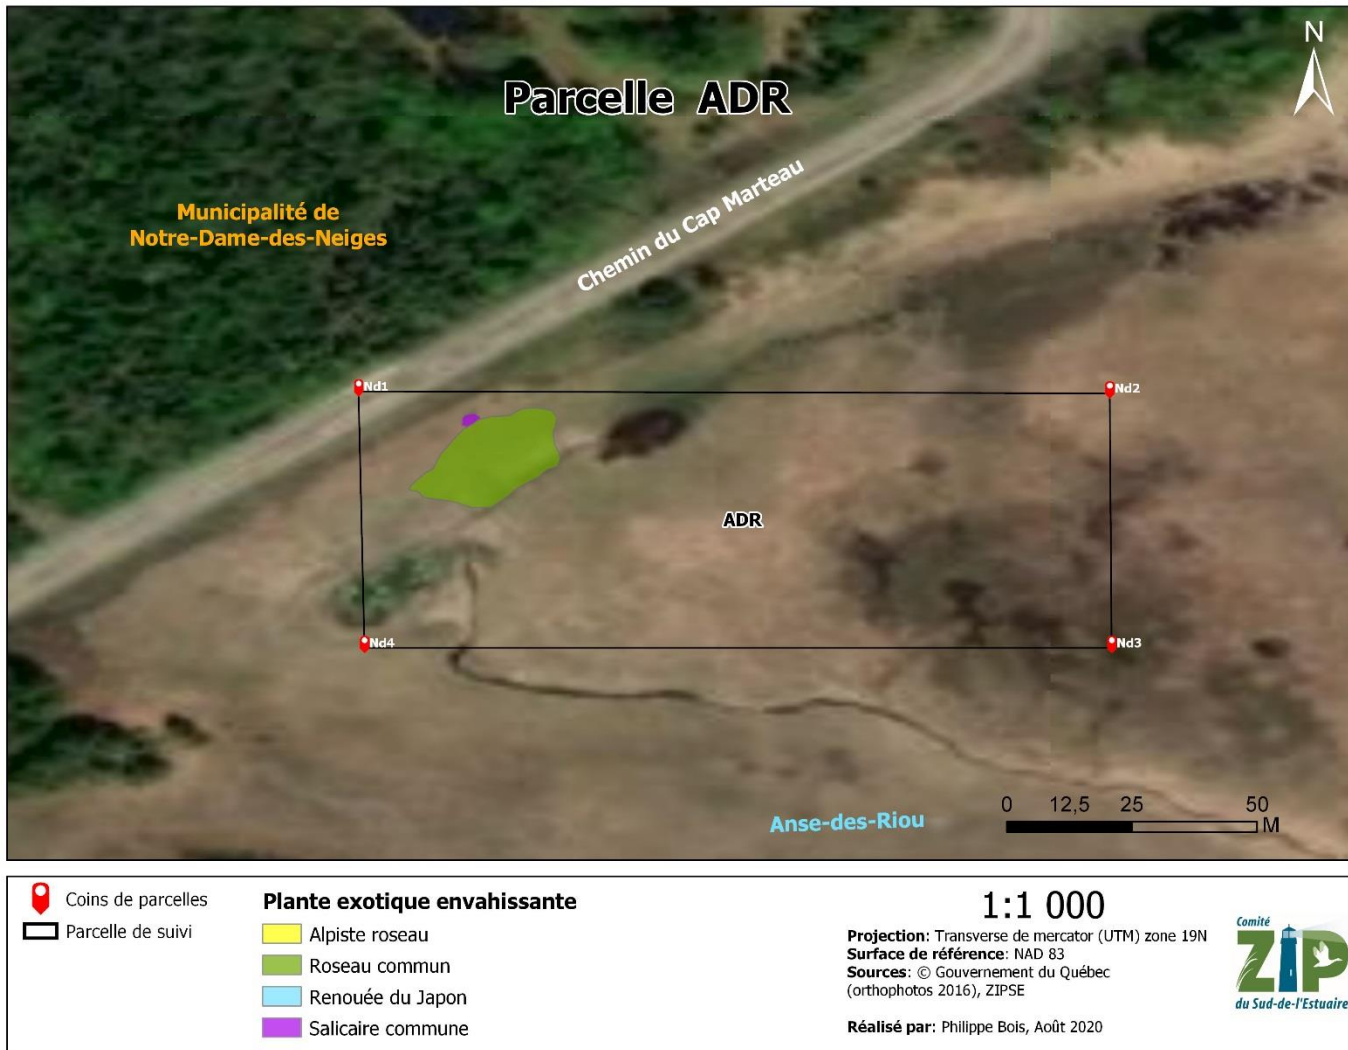 N
Parcelle ADR
Chemin du Cap Marteau
Municipalité de
Notre-Dame-des-Neiges
Nd1
Nd2
ADR
Nd4
Nd3
Anse-des-Riou
0 12,5 25 50
M
Coins de parcelles
Parcelle de suivi
Plante exotique envahissante
Alpiste roseau
Roseau commun
Renouée du Japon
Salicaire commune
1:1 000
Projection: Transverse de mercator (UTM) zone 19N
Surface de référence: NAD 83
Sources: © Gouvernement du Québec
(orthophotos 2016), ZIPSE
Réalisé par: Philippe Bois, Août 2020
Comité
ZIP
du Sud-de-l'Estuaire